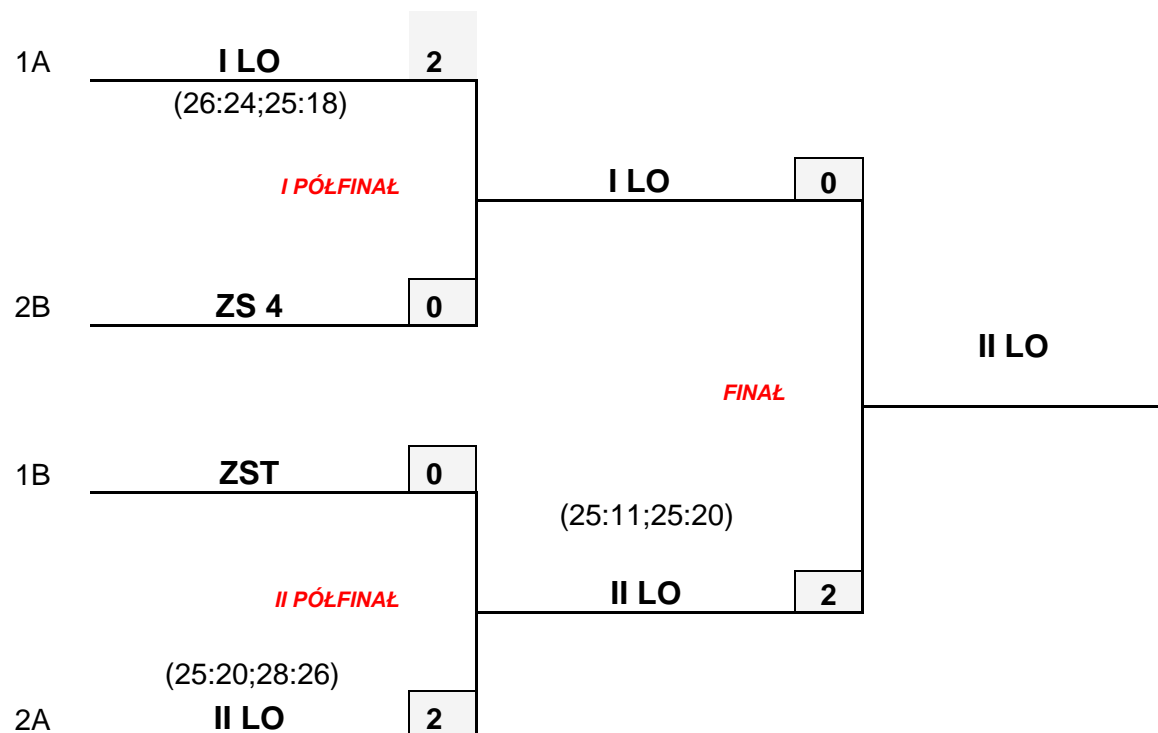 1A I LO 2
(26:24;25:18)
I PÓŁFINAŁ
I LO 0
2B ZS 4 0
II LO
FINAŁ
1B ZST 0
(25:11;25:20)
II PÓŁFINAŁ
II LO 2
(25:20;28:26)
2A II LO 2